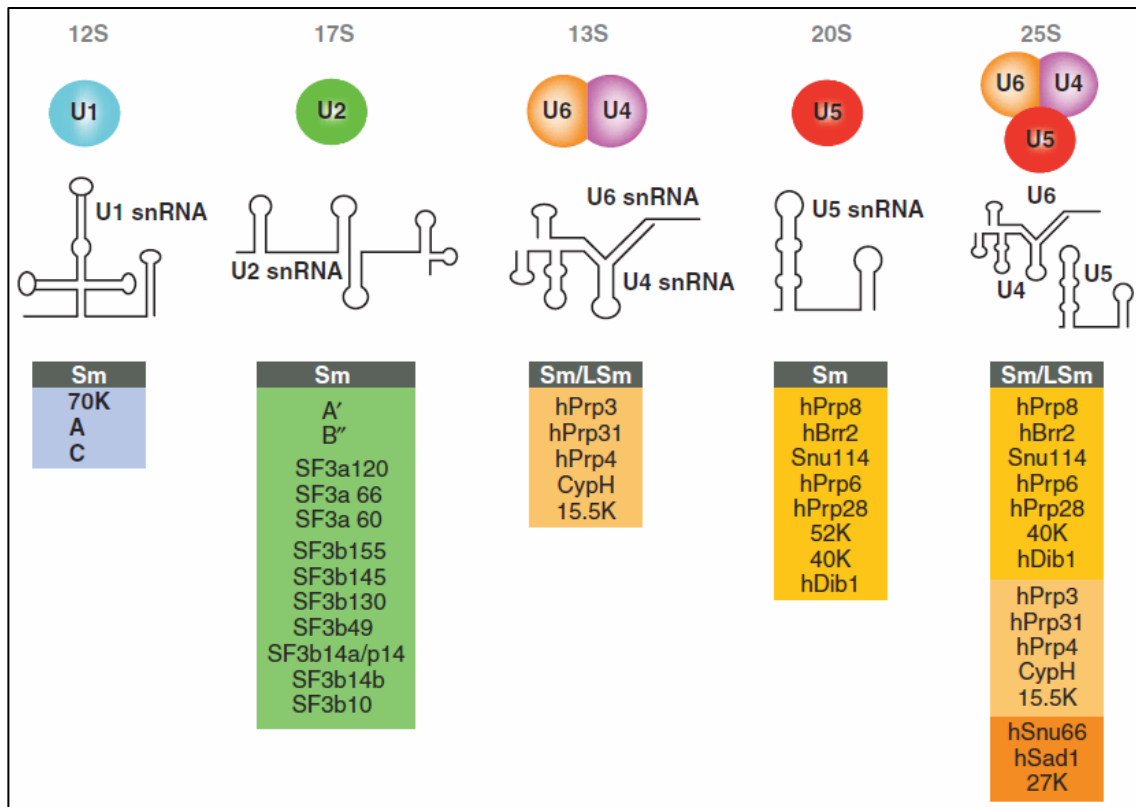 12S 17S 13S 20S 25S
U1 U2 U6 U4 U5 U6 U4
U5
U1 snRNA
U2 snRNA
U6 snRNA
U4 snRNA
U5 snRNA
U6
U4
U5
Sm
70K
A
C
Sm
A′
B″
SF3a120
SF3a 66
SF3a 60
SF3b155
SF3b145
SF3b130
SF3b49
SF3b14a/p14
SF3b14b
SF3b10
Sm/LSm
hPrp3
hPrp31
hPrp4
CypH
15.5K
Sm
hPrp8
hBrr2
Snu114
hPrp6
hPrp28
52K
40K
hDib1
Sm/LSm
hPrp8
hBrr2
Snu114
hPrp6
hPrp28
40K
hDib1
hPrp3
hPrp31
hPrp4
CypH
15.5K
hSnu66
hSad1
27K